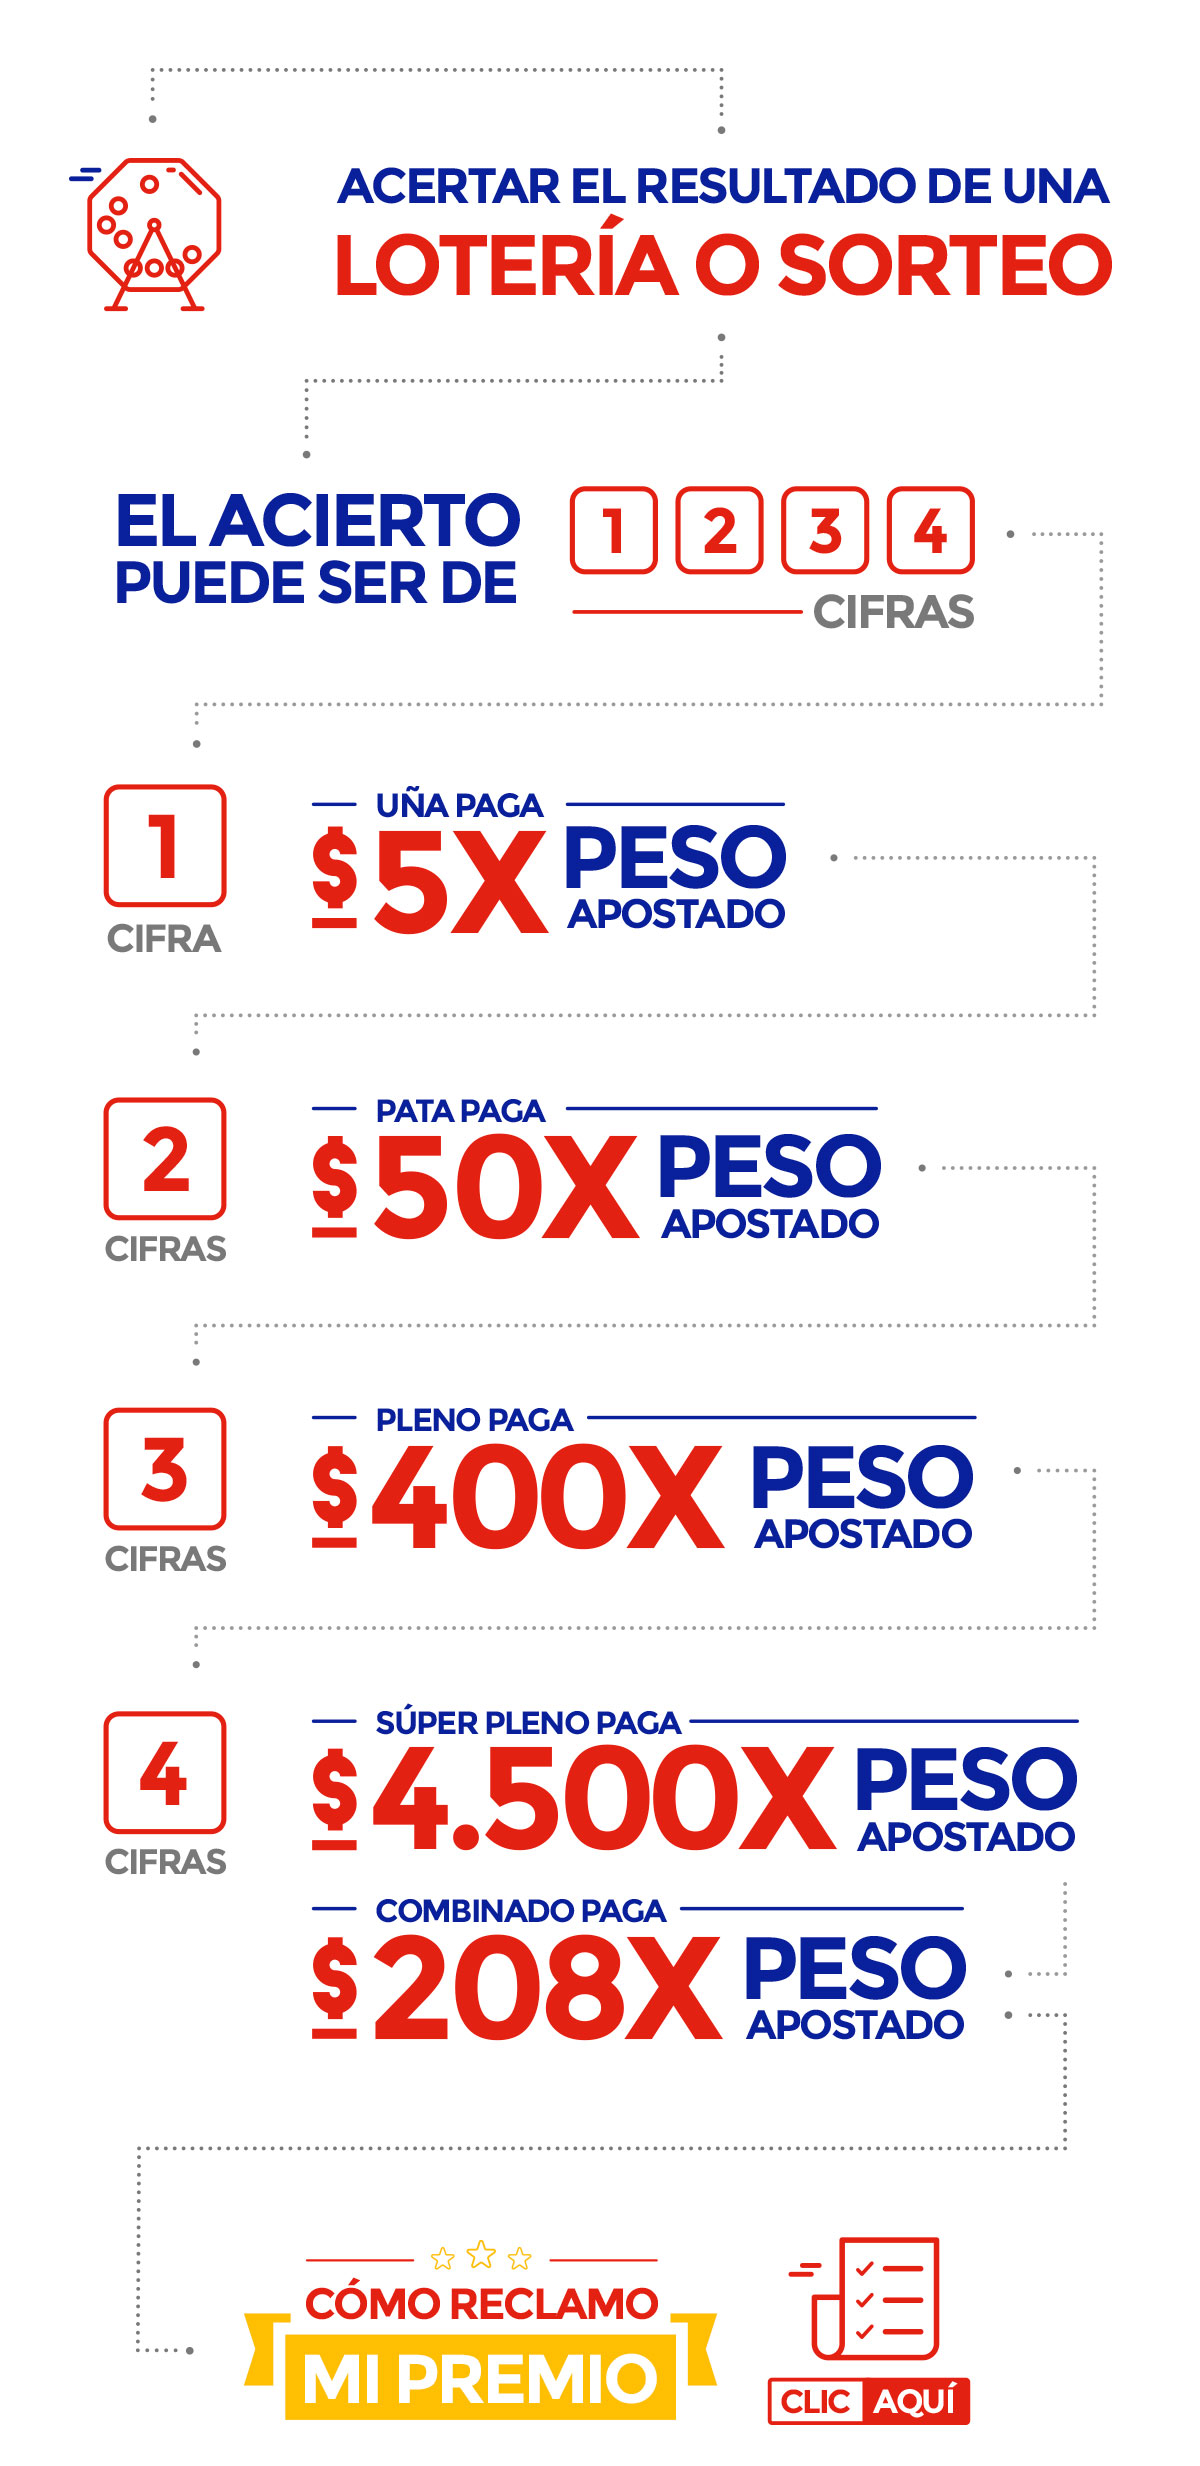 ACERTAR EL RESULTADO DE UNA
LOTERÍA O SORTEO
EL ACIERTO
PUEDE SER DE
1 2 3 4
CIFRAS
1
CIFRA
UÑA PAGA
$5X PESO
APOSTADO
2
CIFRAS
PATA PAGA
$50X PESO
APOSTADO
3
CIFRAS
PLENO PAGA
$400X PESO
APOSTADO
4
CIFRAS
SÚPER PLENO PAGA
$4.500X PESO
APOSTADO
COMBINADO PAGA
$208X PESO
APOSTADO
CÓMO RECLAMO
MI PREMIO
CLIC AQUÍ